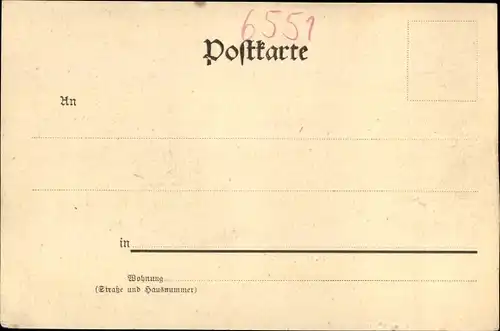 6551
Postkarte
An
in
Wohnung
(Straße und Hausnummer)